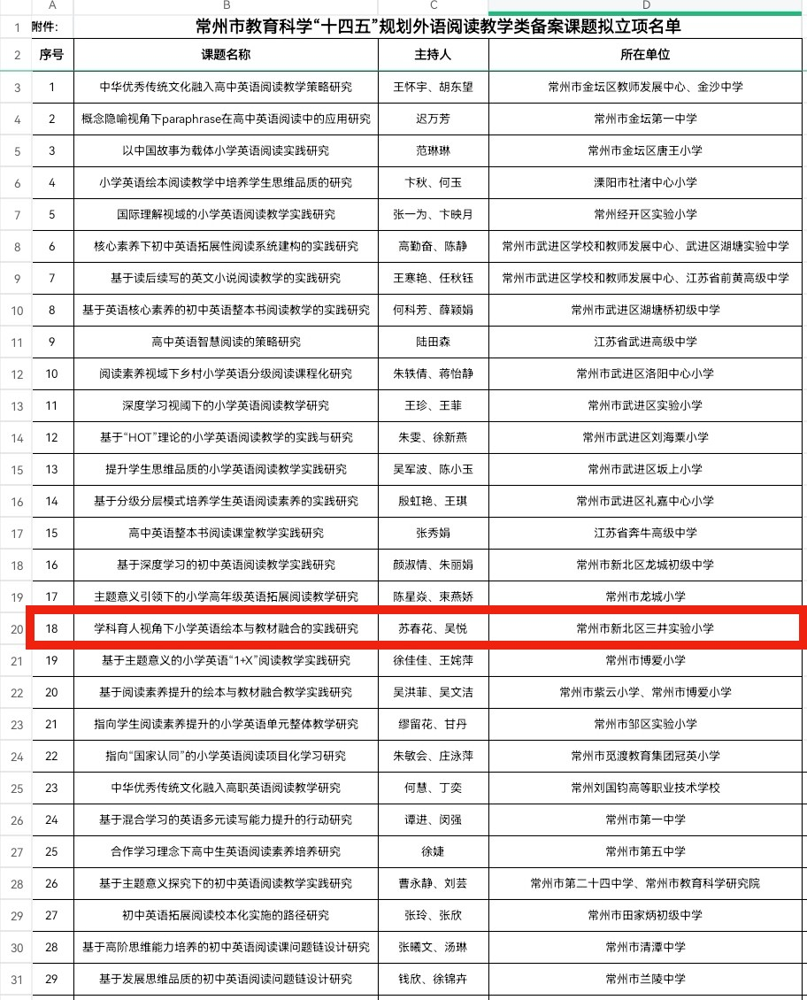 A B C D
1 附件： 常州市教育科学“十四五”规划外语阅读教学类备案课题拟立项名单
2 序号 课题名称 主持人 所在单位
3 1 中华优秀传统文化融入高中英语阅读教学策略研究 王怀宇、胡东望 常州市金坛区教师发展中心、金沙中学
4 2 概念隐喻视角下paraphrase在高中英语阅读中的应用研究 迟万芳 常州市金坛第一中学
5 3 以中国故事为载体小学英语阅读实践研究 范琳琳 常州市金坛区唐王小学
6 4 小学英语绘本阅读教学中培养学生思维品质的研究 卞秋、何玉 溧阳市社渚中心小学
7 5 国际理解视域的小学英语阅读教学实践研究 张一为、卞映月 常州经开区实验小学
8 6 核心素养下初中英语拓展性阅读系统建构的实践研究 高勤奋、陈静 常州市武进区学校和教师发展中心、武进区湖塘实验中学
9 7 基于读后续写的英文小说阅读教学的实践研究 王寒艳、任秋钰 常州市武进区学校和教师发展中心、江苏省前黄高级中学
10 8 基于英语核心素养的初中英语整本书阅读教学的实践研究 何科芳、薛颖娟 常州市武进区湖塘桥初级中学
11 9 高中英语智慧阅读的策略研究 陆田森 江苏省武进高级中学
12 10 阅读素养视域下乡村小学英语分级阅读课程化研究 朱轶倩、蒋怡静 常州市武进区洛阳中心小学
13 11 深度学习视阈下的小学英语阅读教学研究 王珍、王菲 常州市武进区实验小学
14 12 基于“HOT”理论的小学英语阅读教学的实践与研究 朱雯、徐新燕 常州市武进区刘海粟小学
15 13 提升学生思维品质的小学英语阅读教学实践研究 吴军波、陈小玉 常州市武进区坂上小学
16 14 基于分级分层模式培养学生英语阅读素养的实践研究 殷虹艳、王琪 常州市武进区礼嘉中心小学
17 15 高中英语整本书阅读课堂教学实践研究 张秀娟 江苏省奔牛高级中学
18 16 基于深度学习的初中英语阅读教学实践研究 颜淑情、朱丽娟 常州市新北区龙城初级中学
19 17 主题意义引领下的小学高年级英语拓展阅读教学研究 陈星焱、束燕娇 常州市龙城小学
20 18 学科育人视角下小学英语绘本与教材融合的实践研究 苏春花、吴悦 常州市新北区三井实验小学
21 19 基于主题意义的小学英语“1+X”阅读教学实践研究 徐佳佳、王姹萍 常州市博爱小学
22 20 基于阅读素养提升的绘本与教材融合教学实践研究 吴洪菲、吴文洁 常州市紫云小学、常州市博爱小学
23 21 指向学生阅读素养提升的小学英语单元整体教学研究 缪留花、甘丹 常州市邹区实验小学
24 22 指向“国家认同”的小学英语阅读项目化学习研究 朱敏会、庄泳萍 常州市觅渡教育集团冠英小学
25 23 中华优秀传统文化融入高职英语阅读教学研究 何慧、丁奕 常州刘国钧高等职业技术学校
26 24 基于混合学习的英语多元读写能力提升的行动研究 谭进、闵强 常州市第一中学
27 25 合作学习理念下高中生英语阅读素养培养研究 徐婕 常州市第五中学
28 26 基于主题意义探究下的初中英语阅读教学实践研究 曹永静、刘芸 常州市第二十四中学、常州市教育科学研究院
29 27 初中英语拓展阅读校本化实施的路径研究 张玲、张欣 常州市田家炳初级中学
30 28 基于高阶思维能力培养的初中英语阅读课问题链设计研究 张曦文、汤琳 常州市清潭中学
31 29 基于发展思维品质的初中英语阅读问题链设计研究 钱欣、徐锦卉 常州市兰陵中学